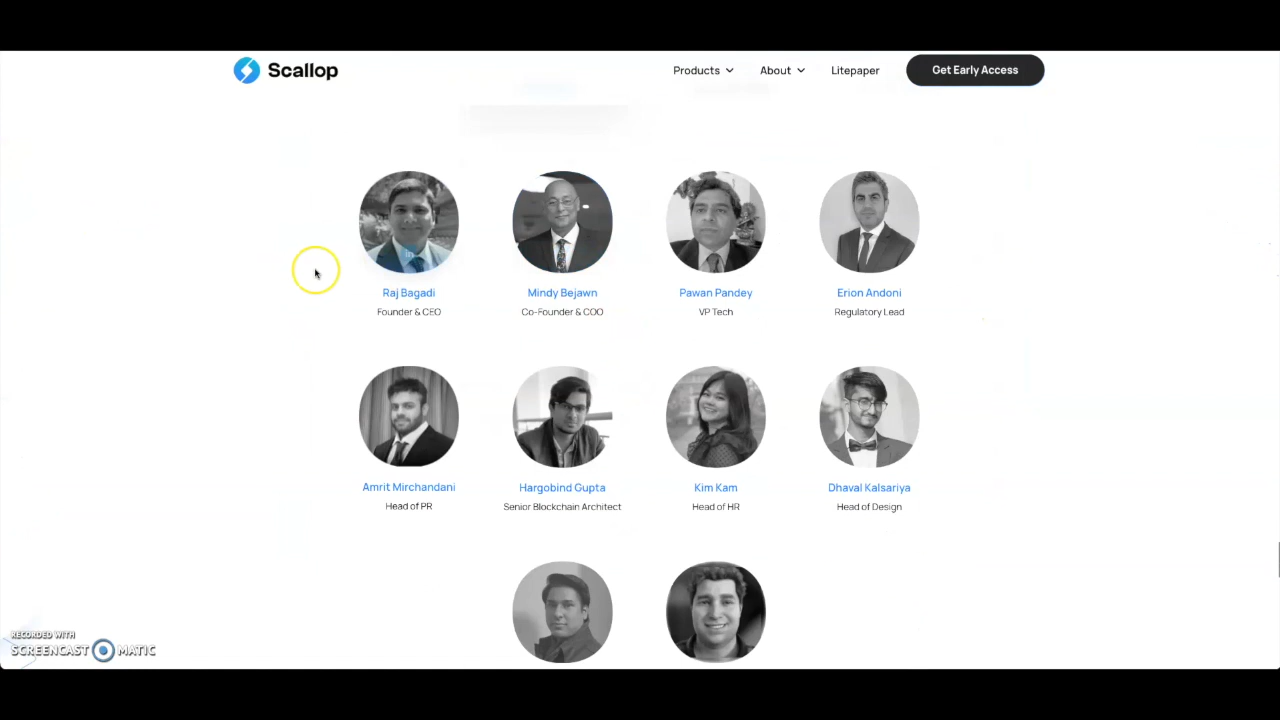 Scallop
Products
About
Litepaper
Get Early Access
in
Raj Bagadi
Founder & CEO
Mindy Bejawn
Co-Founder & COO
Pawan Pandey
VP Tech
Erion Andoni
Regulatory Lead
Amrit Mirchandani
Head of PR
Hargobind Gupta
Senior Blockchain Architect
Kim Kam
Head of HR
Dhaval Kalsariya
Head of Design
RECORDED WITH
SCREENCAST MATIC